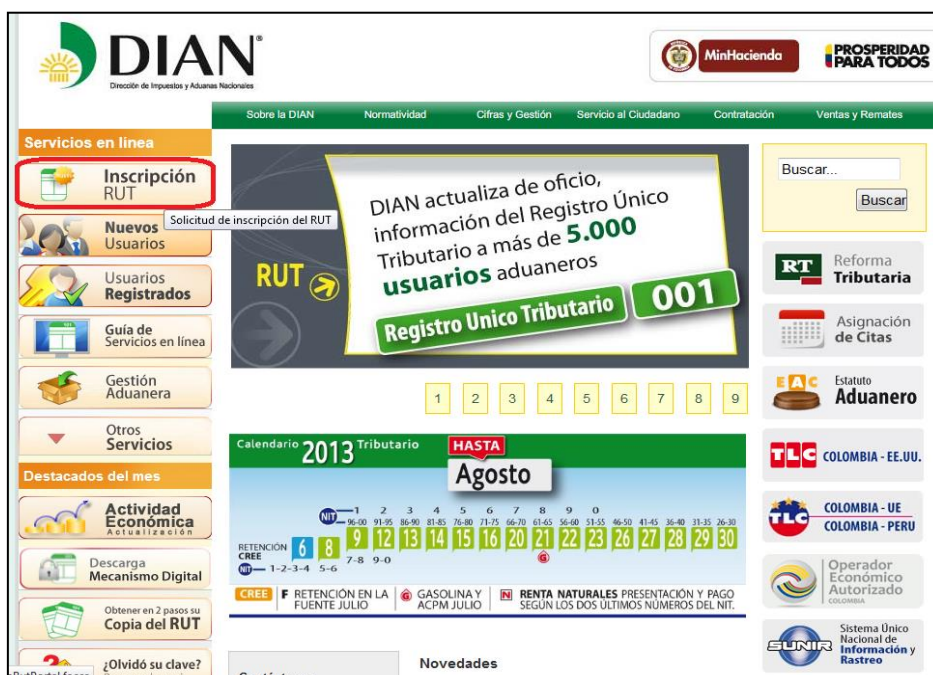 DIAN
Dirección de Impuestos y Aduanas Nacionales
MinHacienda
PROSPERIDAD
PARA TODOS
Sobre la DIAN Normatividad Cifras y Gestión Servicio al Ciudadano Contratación Ventas y Remates
Servicios en línea
Inscripción
RUT
Solicitud de inscripción del RUT
Nuevos
Usuarios
Usuarios
Registrados
Guía de
Servicios en línea
Gestión
Aduanera
Otros
Servicios
Destacados del mes
Actividad
Económica
Actualización
Descarga
Mecanismo Digital
Obtener en 2 pasos su
Copia del RUT
¿Olvidó su clave?
RUT
DIAN actualiza de oficio,
información del Registro Único
Tributario a más de 5.000
usuarios aduaneros
Registro Unico Tributario 001
1 2 3 4 5 6 7 8 9
Calendario 2013 Tributario
HASTA
Agosto
NIT 1 2 3 4 5 6 7 8 9 0
96-00 91-95 86-90 81-85 76-80 71-75 66-70 61-65 56-60 51-55 46-50 41-45 36-40 31-35 26-30
RETENCIÓN
CREE
6 8 9 12 13 14 15 16 20 21 22 23 26 27 28 29 30
NIT 1-2-3-4 5-6 7-8 9-0
G
CREE F RETENCIÓN EN LA
FUENTE JULIO
G GASOLINA Y
ACPM JULIO
N RENTA NATURALES PRESENTACIÓN Y PAGO
SEGÚN LOS DOS ÚLTIMOS NÚMEROS DEL NIT.
Novedades
Buscar...
Buscar
RT
Reforma
Tributaria
Asignación
de Citas
EAC
Estatuto
Aduanero
TLC COLOMBIA - EE.UU.
TLC
COLOMBIA - UE
COLOMBIA - PERU
Operador
Económico
Autorizado
COLOMBIA
SUNIR
Sistema Único
Nacional de
Información y
Rastreo